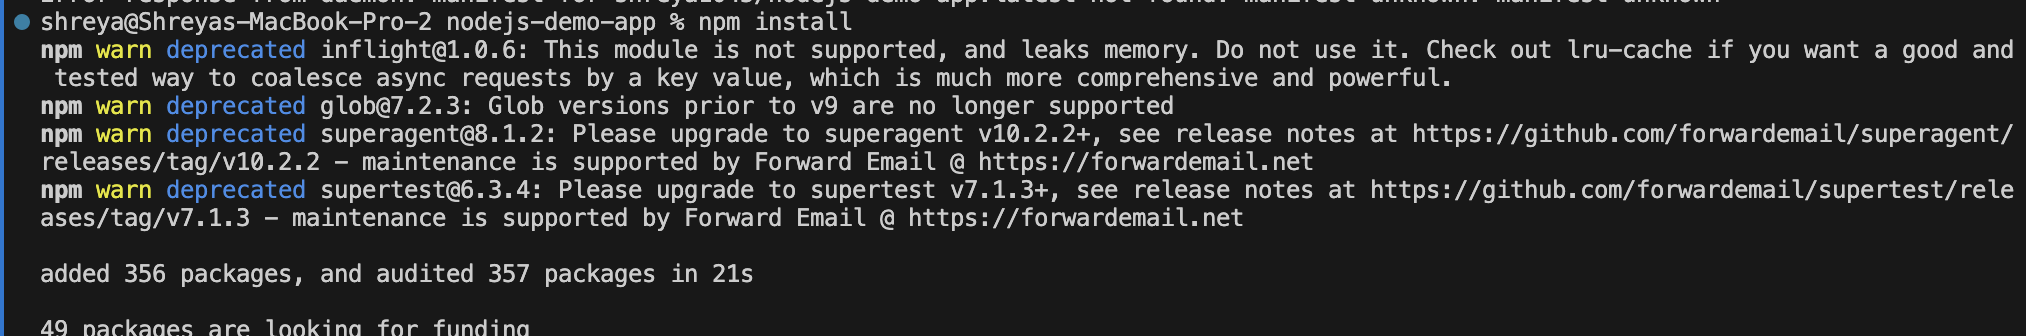 shreya@Shreyas-MacBook-Pro-2 nodejs-demo-app % npm install
npm warn deprecated inflight@1.0.6: This module is not supported, and leaks memory. Do not use it. Check out lru-cache if you want a good and
tested way to coalesce async requests by a key value, which is much more comprehensive and powerful.
npm warn deprecated glob@7.2.3: Glob versions prior to v9 are no longer supported
npm warn deprecated superagent@8.1.2: Please upgrade to superagent v10.2.2+, see release notes at https://github.com/forwardemail/superagent/
releases/tag/v10.2.2 - maintenance is supported by Forward Email @ https://forwardemail.net
npm warn deprecated supertest@6.3.4: Please upgrade to supertest v7.1.3+, see release notes at https://github.com/forwardemail/supertest/rele
ases/tag/v7.1.3 - maintenance is supported by Forward Email @ https://forwardemail.net
added 356 packages, and audited 357 packages in 21s
49 packages are looking for funding